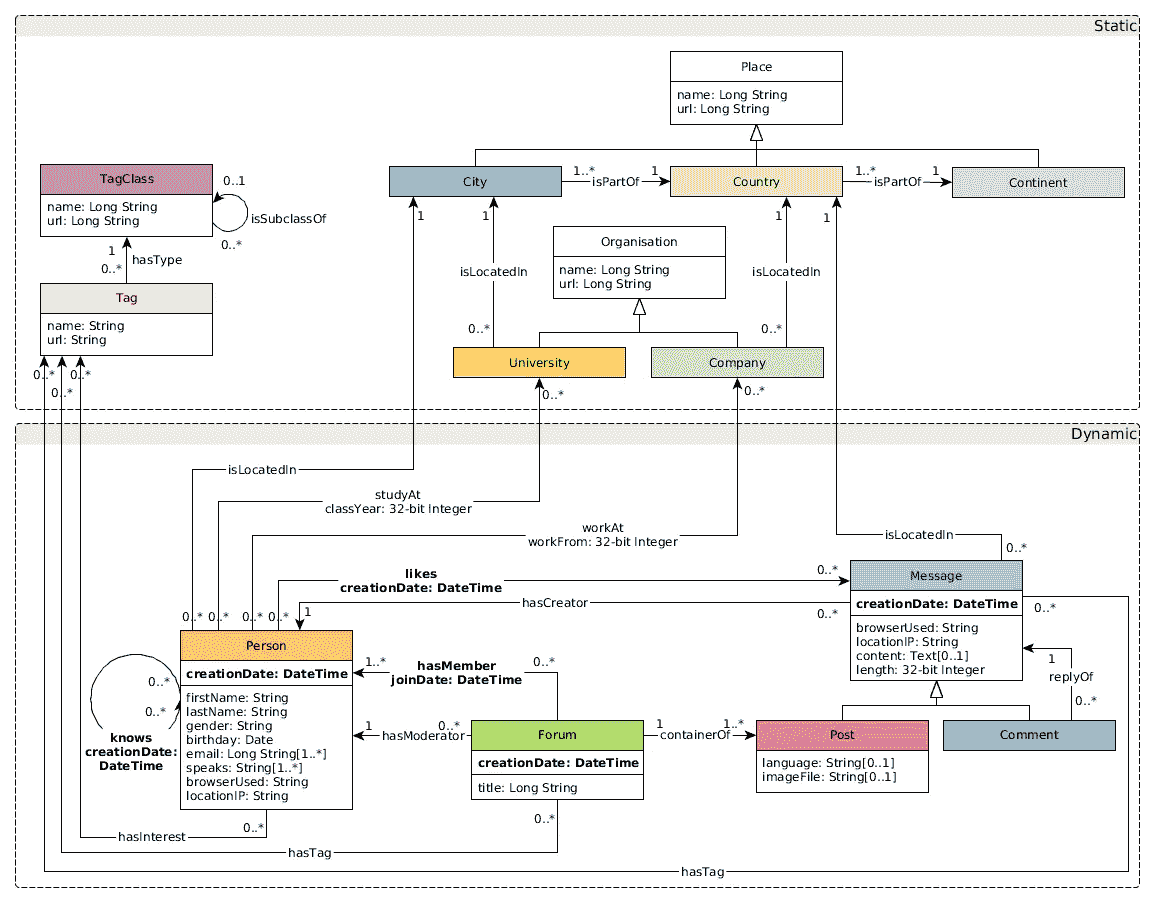 Static
Place
name: Long String
url: Long String
TagClass
name: Long String
url: Long String
0..1
isSubclassOf
0..*
City
1..*
isPartOf
1
Country
1..*
isPartOf
1
Continent
1
1
1
1
Organisation
name: Long String
url: Long String
1
hasType
0..*
isLocatedIn
isLocatedIn
Tag
name: String
url: String
0..*
0..*
University
Company
0..*
0..*
0..*
0..*
0..*
Dynamic
isLocatedIn
studyAt
classYear: 32-bit Integer
workAt
workFrom: 32-bit Integer
isLocatedIn
0..*
likes
creationDate: DateTime
0..*
Message
creationDate: DateTime
browserUsed: String
locationIP: String
content: Text[0..1]
length: 32-bit Integer
hasCreator
0..*
0..*
0..*
0..*
0..*
0..*
1
Person
creationDate: DateTime
firstName: String
lastName: String
gender: String
birthday: Date
email: Long String[1..*]
speaks: String[1..*]
browserUsed: String
locationIP: String
0..*
0..*
knows
creationDate:
DateTime
1..*
hasMember
joinDate: DateTime
0..*
1
replyOf
0..*
1
hasModerator
0..*
Forum
creationDate: DateTime
title: Long String
1
containerOf
1..*
Post
language: String[0..1]
imageFile: String[0..1]
Comment
0..*
hasInterest
0..*
hasTag
hasTag